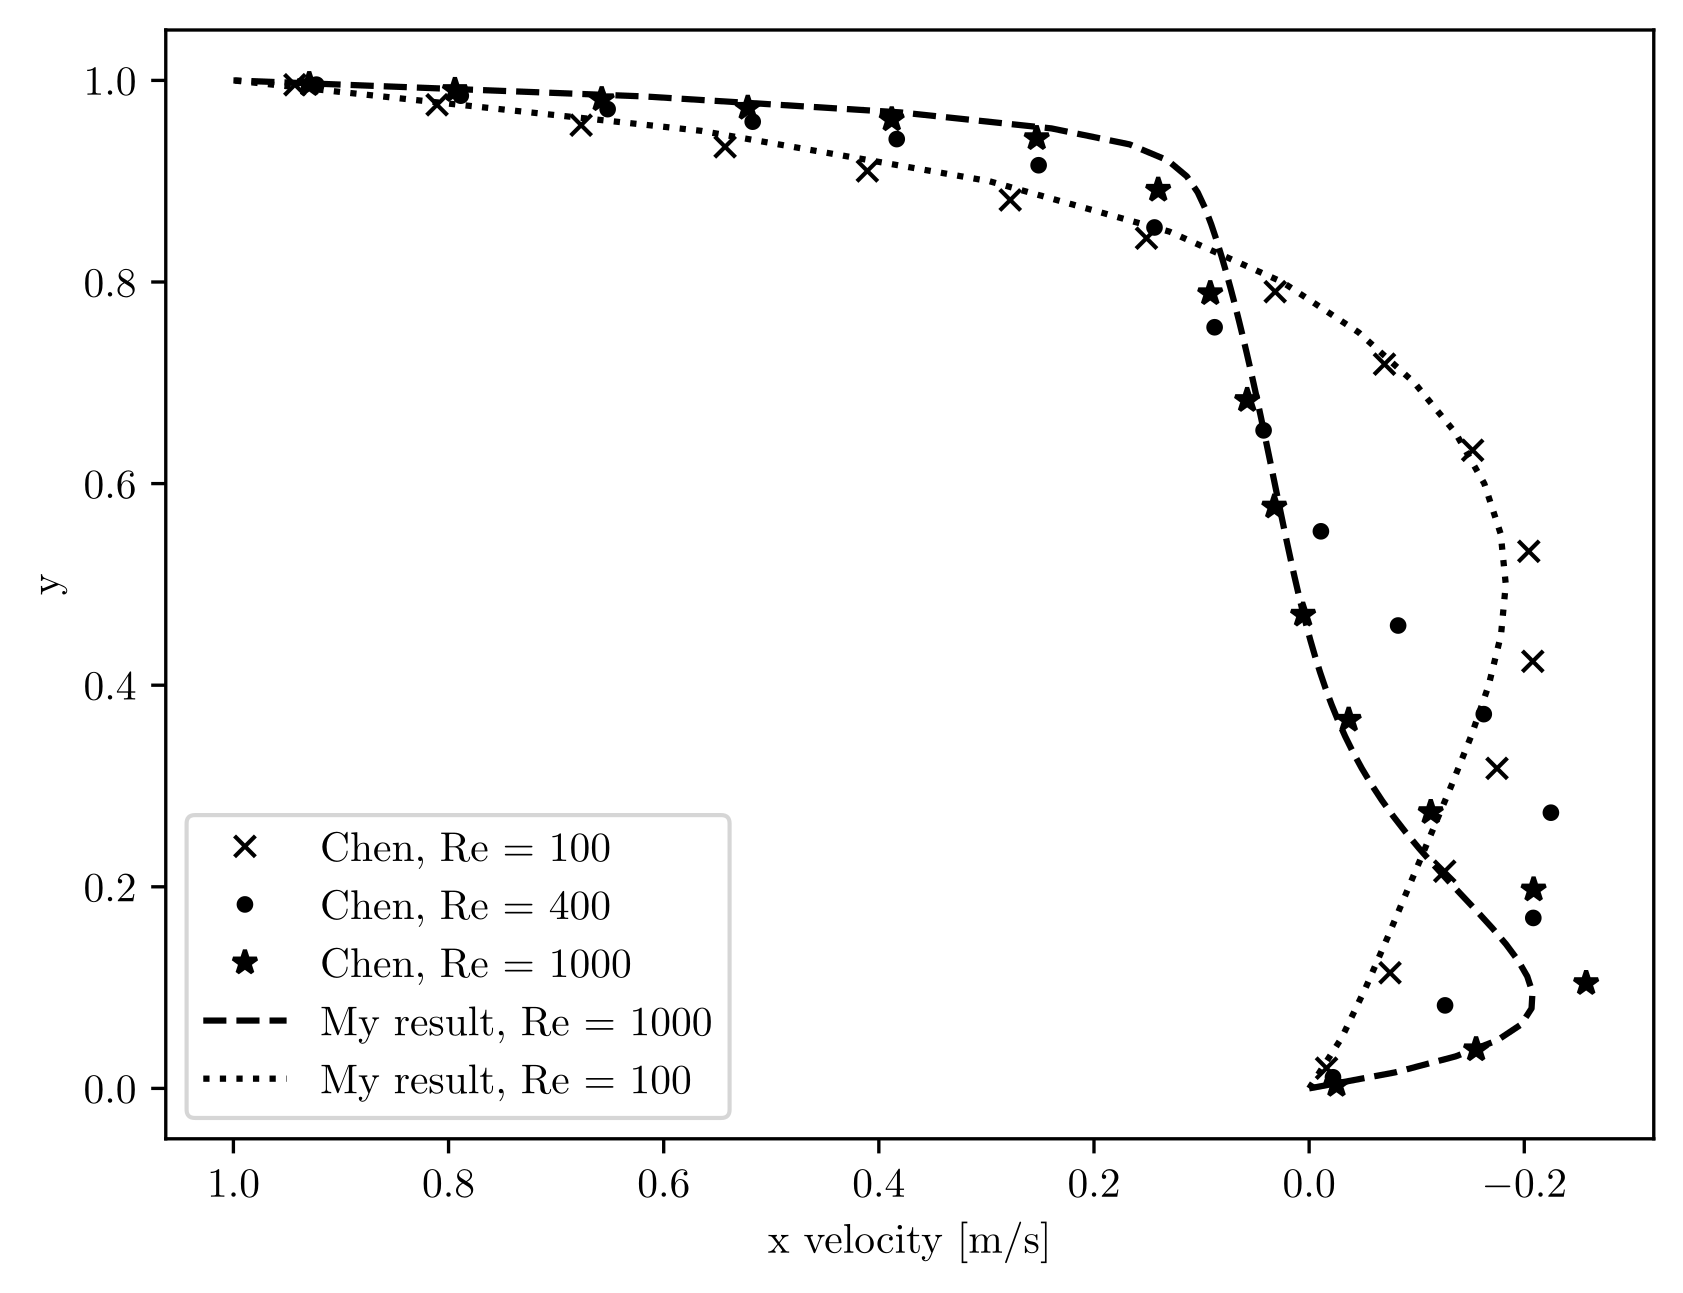 1.0
0.8
0.6
0.4
0.2
0.0
y
Chen, Re = 100
Chen, Re = 400
Chen, Re = 1000
My result, Re = 1000
My result, Re = 100
1.0 0.8 0.6 0.4 0.2 0.0 −0.2
x velocity [m/s]